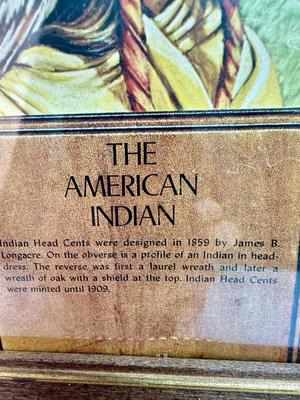 THE
AMERICAN
INDIAN
Indian Head Cents were designed in 1859 by James B.
Longacre. On the obverse is a profile of an Indian in head-
dress. The reverse was first a laurel wreath and later a
wreath of oak with a shield at the top. Indian Head Cents
were minted until 1909.